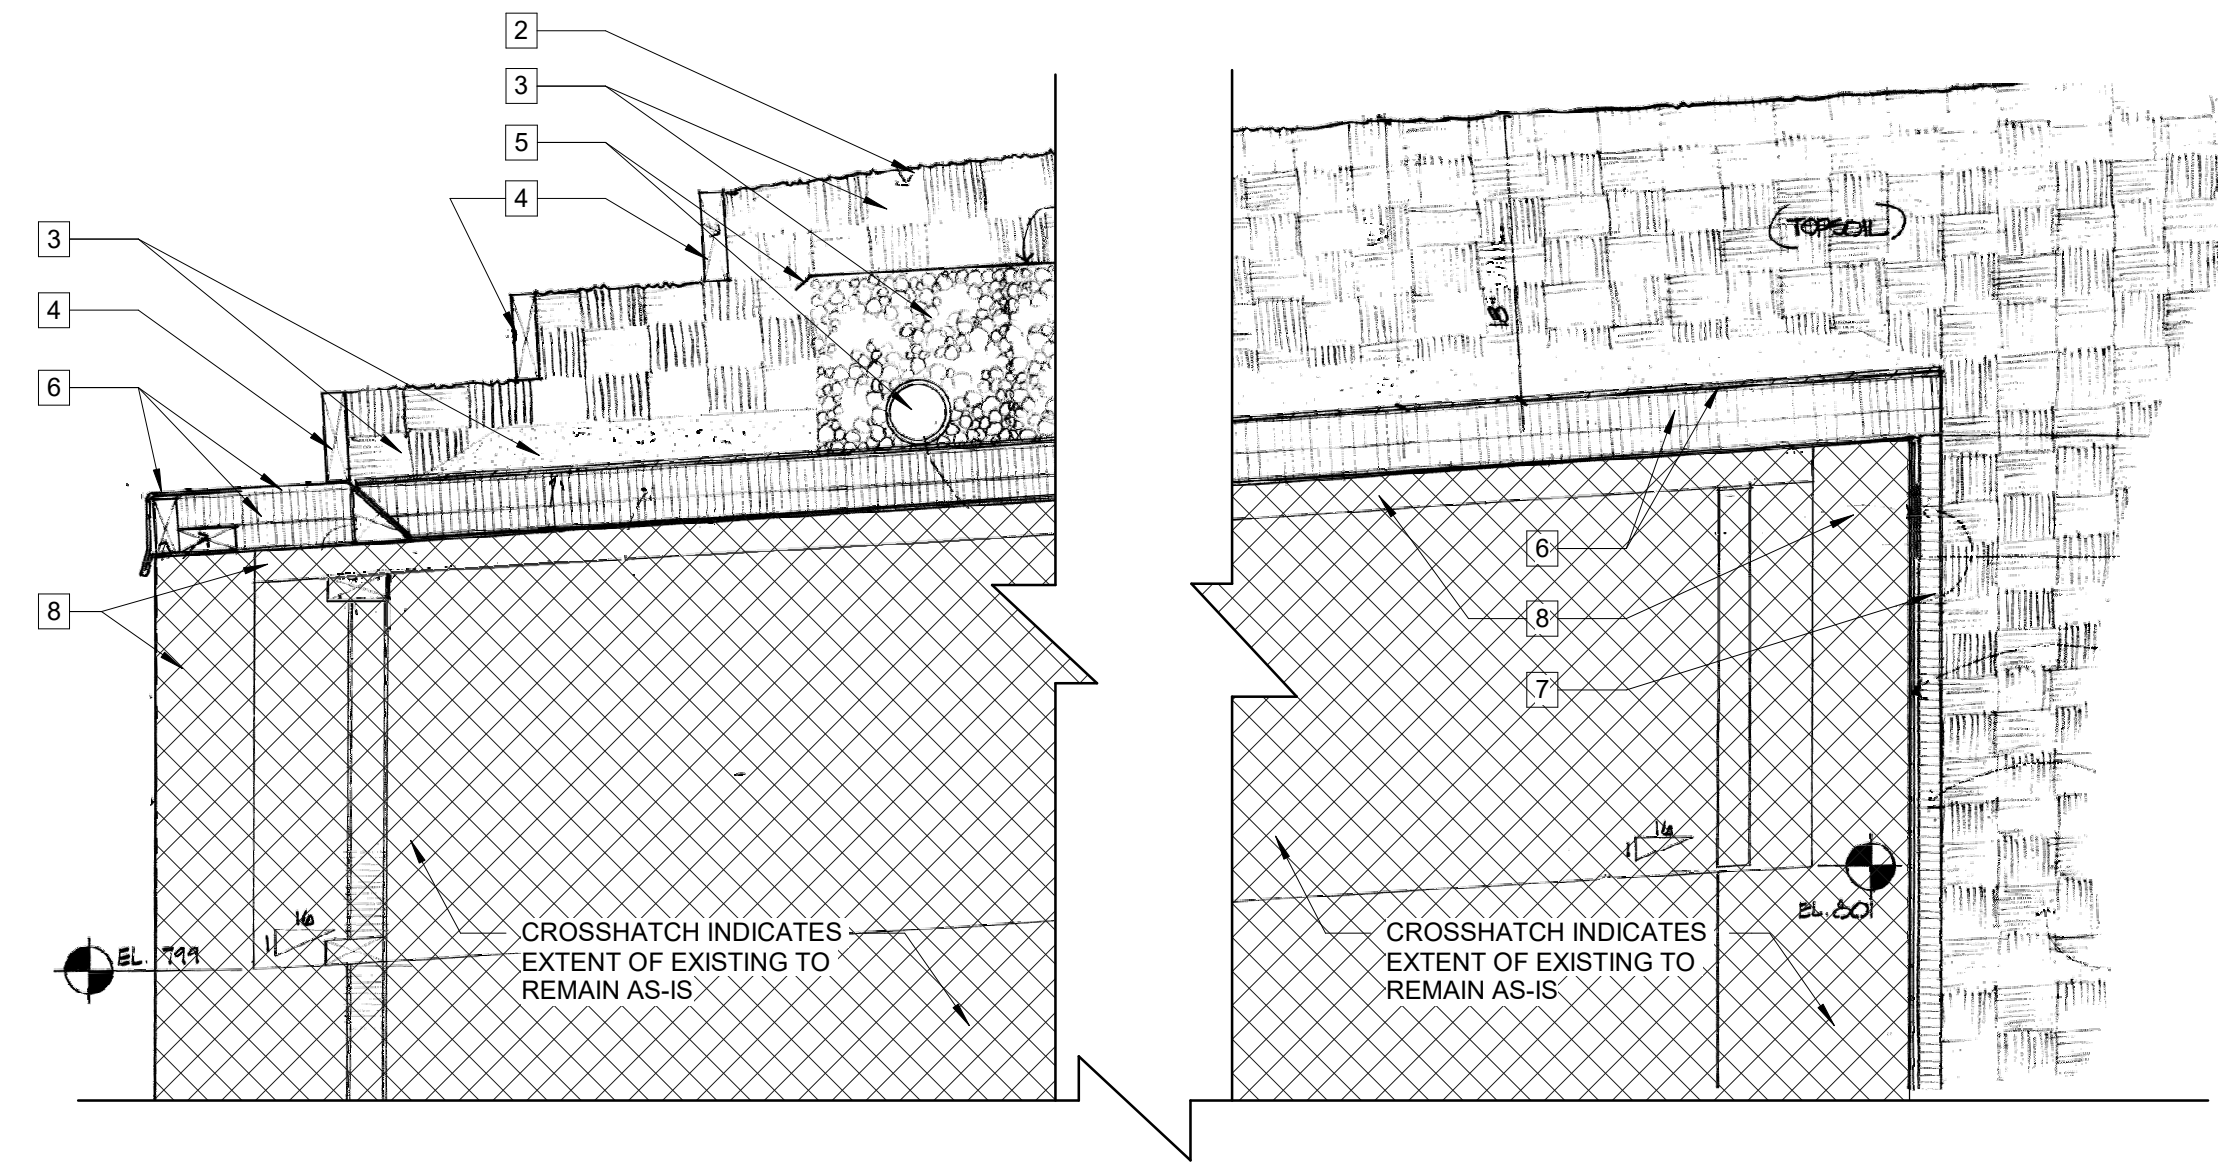 2
3
5
4
3
4
6
8
(TOPSOIL)
18"
6
8
7
16
1
EL. 801
16
1
EL. 799
CROSSHATCH INDICATES
EXTENT OF EXISTING TO
REMAIN AS-IS
CROSSHATCH INDICATES
EXTENT OF EXISTING TO
REMAIN AS-IS